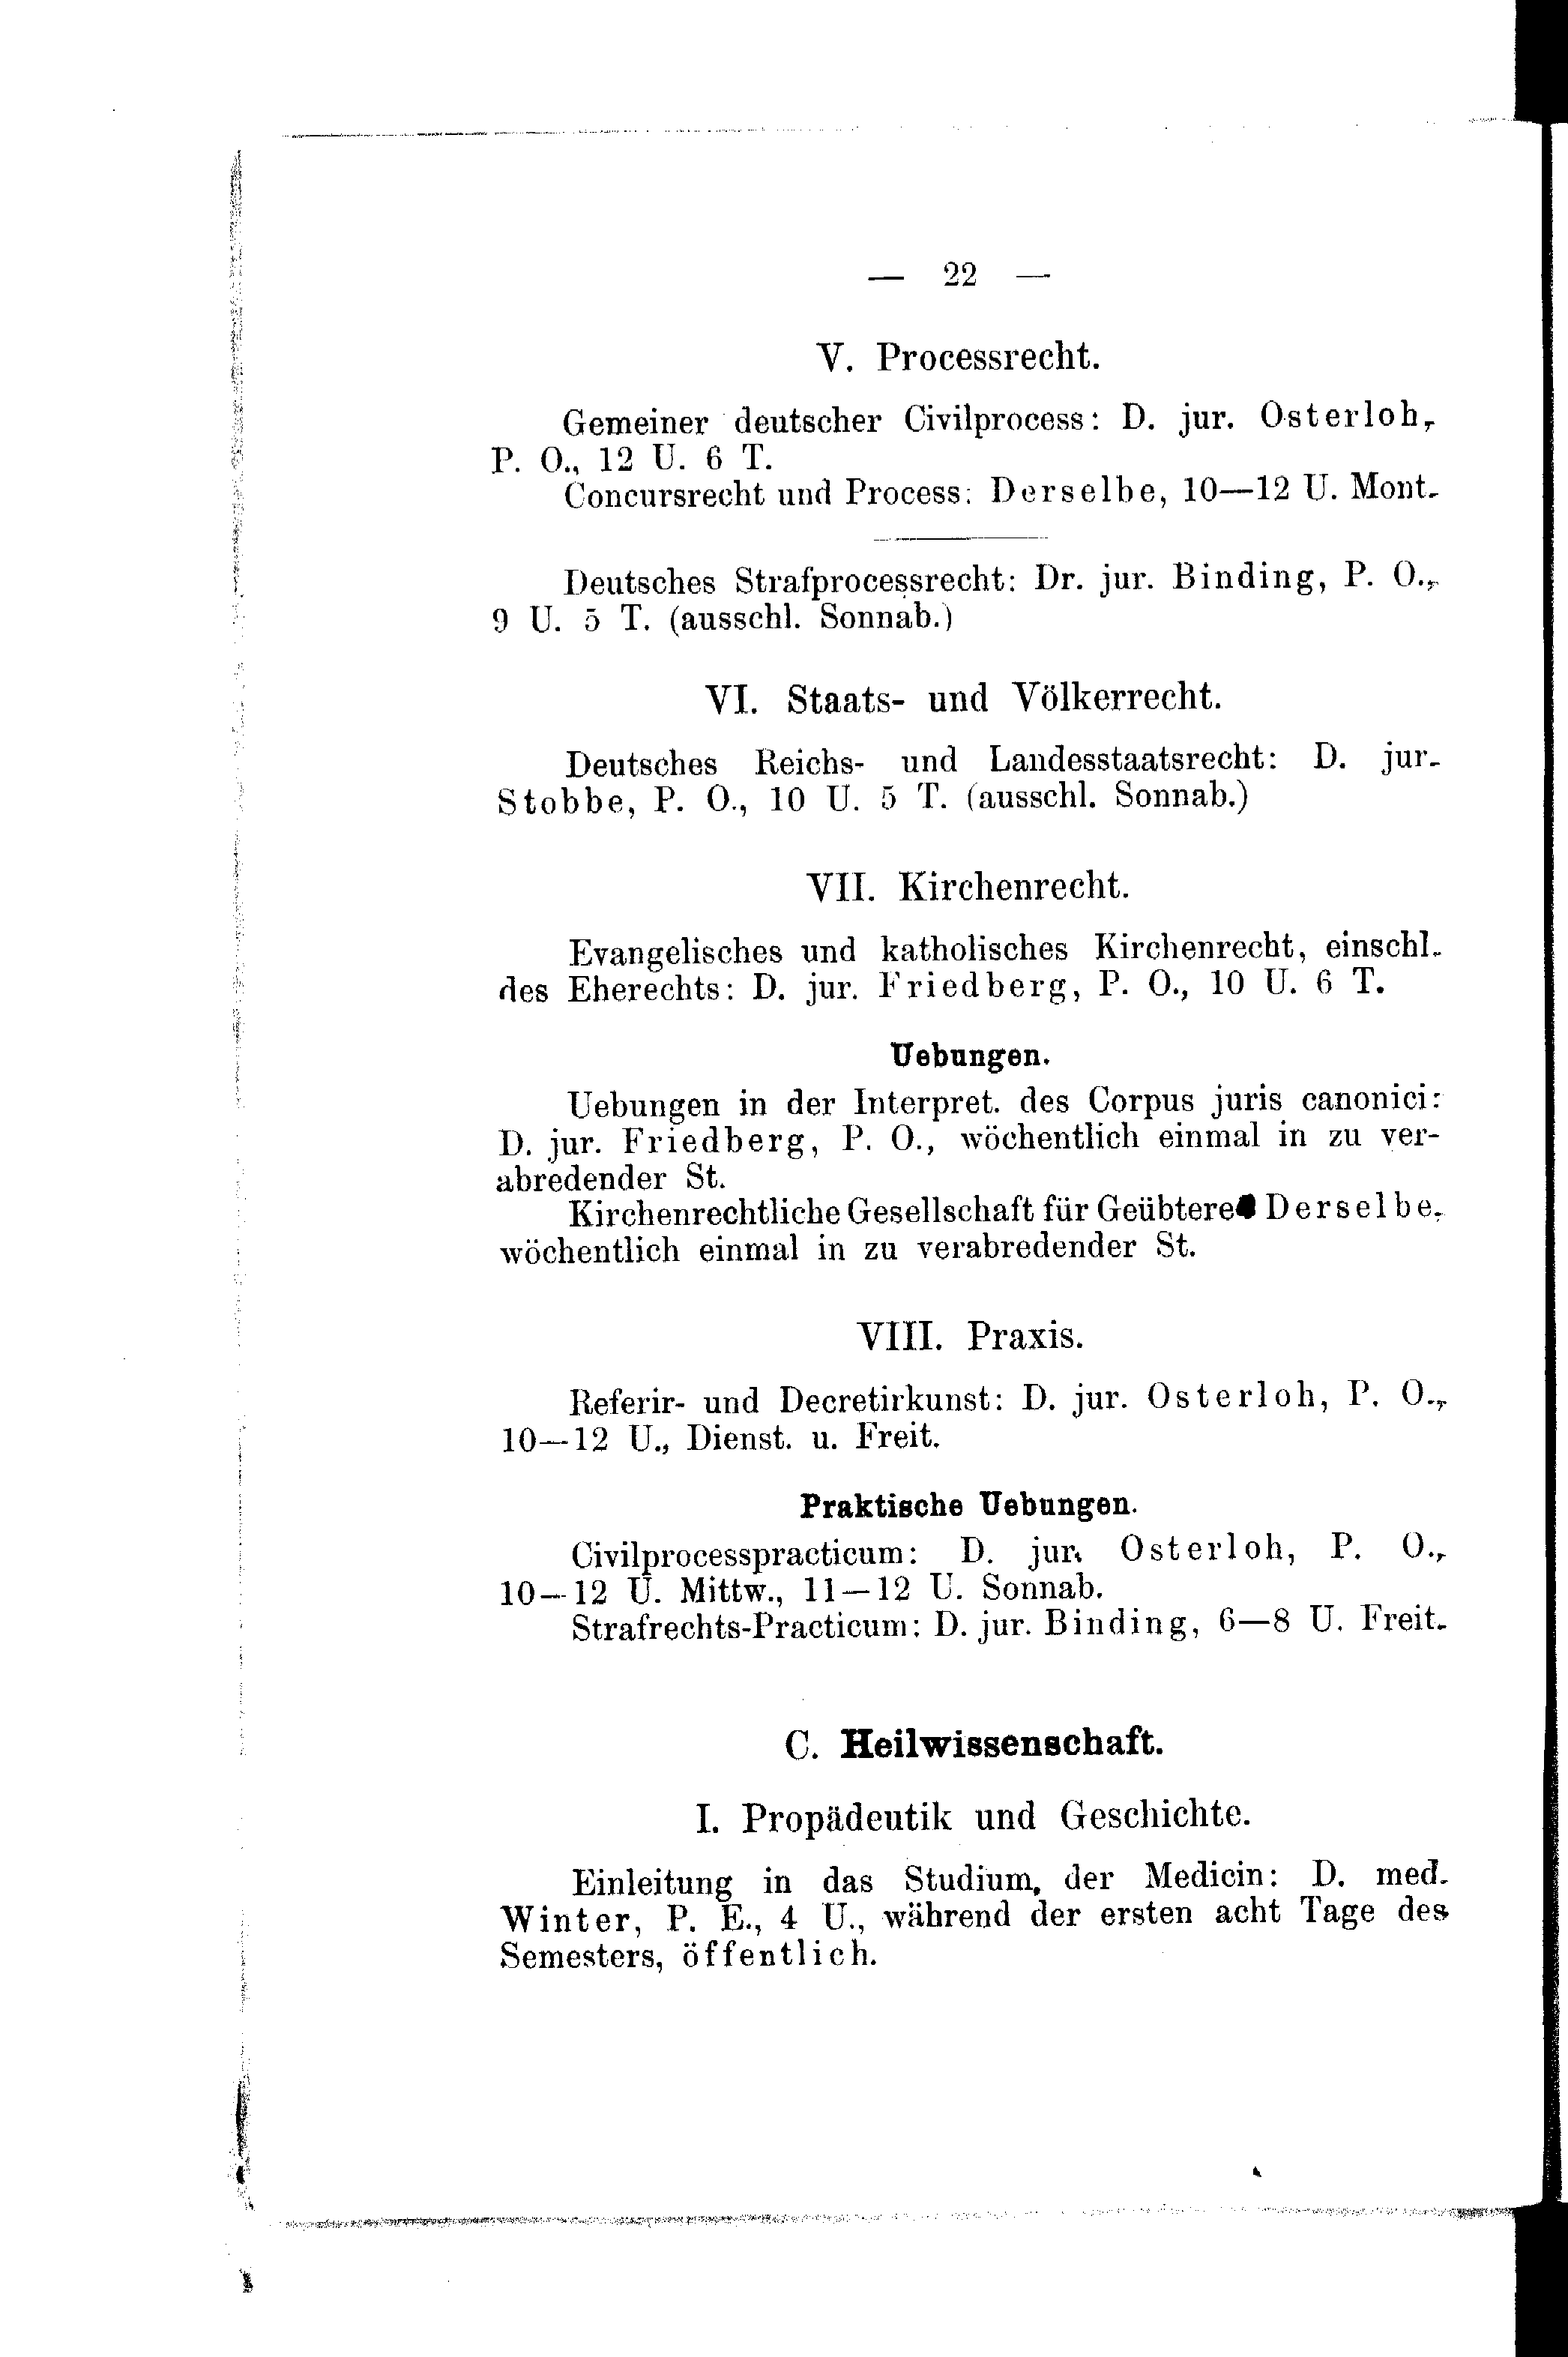 — 22 —
V. Processrecht.
Gemeiner deutscher Civilprocess: D. jur. Osterloh,
P. O., 12 U. 6 T.
Concursrecht und Process: Derselbe, 10—12 U. Mont.
Deutsches Strafprocessrecht: Dr. jur. Binding, P. O.,
9 U. 5 T. (ausschl. Sonnab.)
VI. Staats- und Völkerrecht.
Deutsches Reichs- und Landesstaatsrecht: D. jur.
Stobbe, P. O., 10 U. 5 T. (ausschl. Sonnab.)
VII. Kirchenrecht.
Evangelisches und katholisches Kirchenrecht, einschl.
des Eherechts: D. jur. Friedberg, P. O., 10 U. 6 T.
Uebungen.
Uebungen in der Interpret. des Corpus juris canonici:
D. jur. Friedberg, P. O., wöchentlich einmal in zu ver-
abredender St.
Kirchenrechtliche Gesellschaft für Geübtere: Derselbe,
wöchentlich einmal in zu verabredender St.
VIII. Praxis.
Referir- und Decretirkunst: D. jur. Osterloh, P. O.,
10—12 U., Dienst. u. Freit.
Praktische Uebungen.
Civilprocesspracticum: D. jur. Osterloh, P. O.,
10—12 U. Mittw., 11—12 U. Sonnab.
Strafrechts-Practicum: D. jur. Binding, 6—8 U. Freit.
C. Heilwissenschaft.
I. Propädeutik und Geschichte.
Einleitung in das Studium, der Medicin: D. med.
Winter, P. E., 4 U., während der ersten acht Tage des
Semesters, öffentlich.